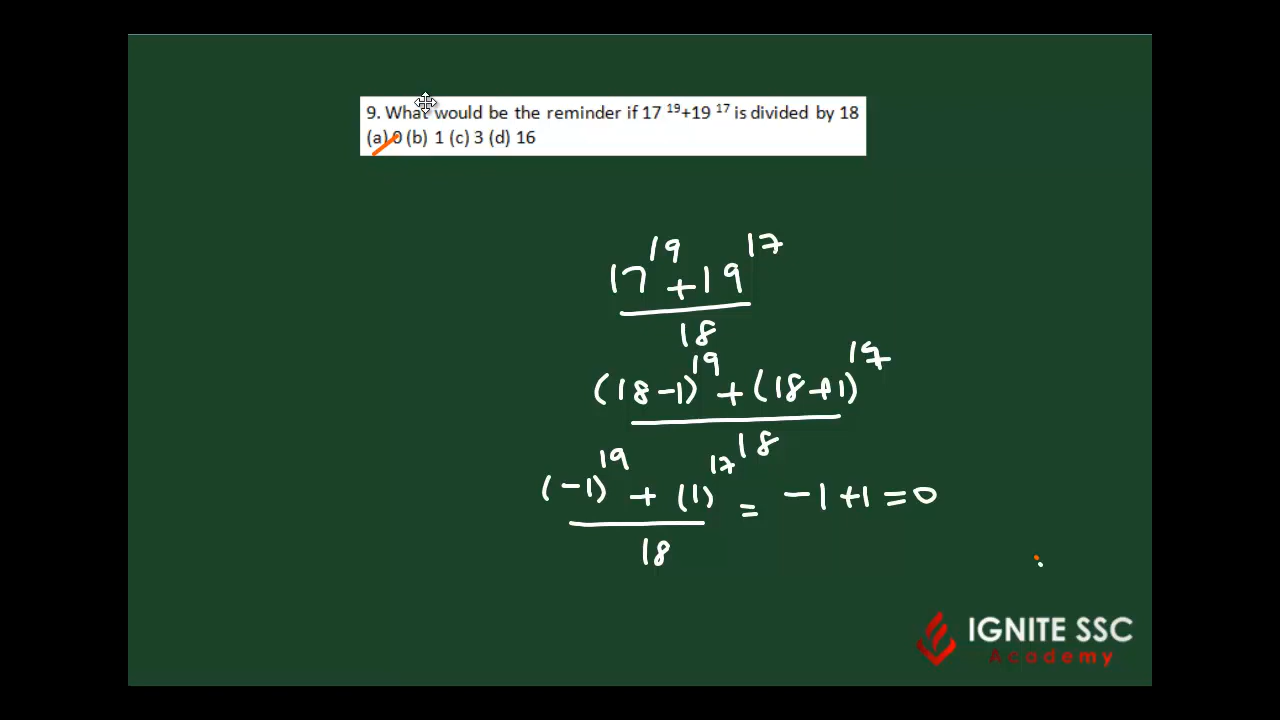 9. What would be the reminder if 17 19+19 17 is divided by 18
(a) 0 (b) 1 (c) 3 (d) 16
17^19 + 19^17
18
(18-1)^19 + (18+1)^17
18
(-1)^19 + (1)^17 = -1 +1 = 0
18
IGNITE SSC
Academy